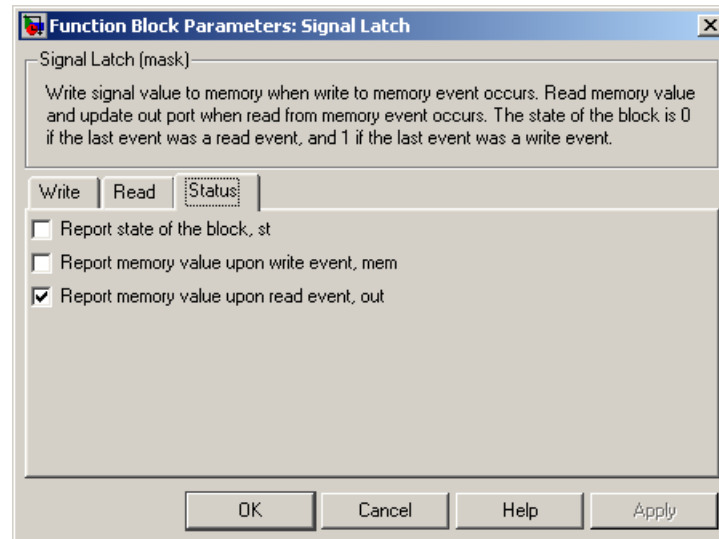 Function Block Parameters: Signal Latch
Signal Latch (mask)
Write signal value to memory when write to memory event occurs. Read memory value
and update out port when read from memory event occurs. The state of the block is 0
if the last event was a read event, and 1 if the last event was a write event.
Write Read Status
Report state of the block, st
Report memory value upon write event, mem
Report memory value upon read event, out
OK Cancel Help Apply